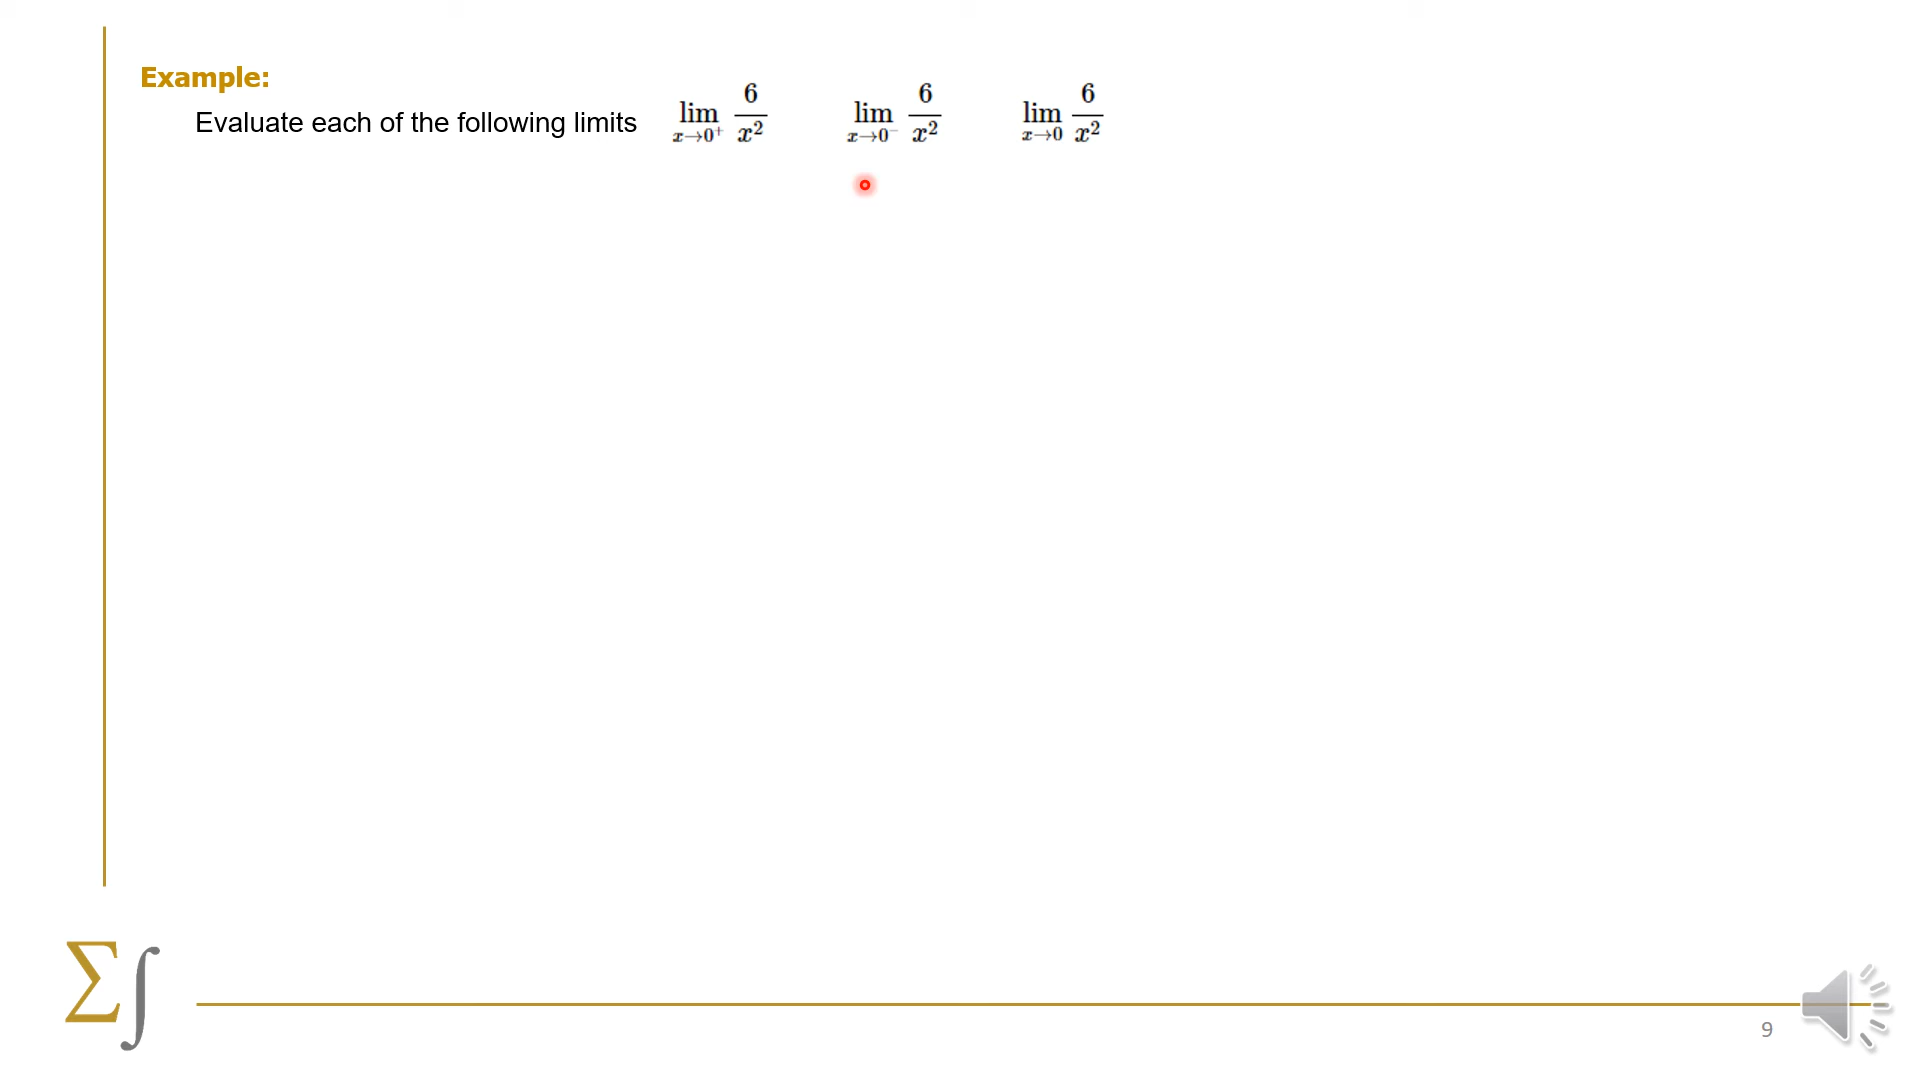 Example:
Evaluate each of the following limits lim x→0⁺ 6/x² lim x→0⁻ 6/x² lim x→0 6/x²
∑∫
9